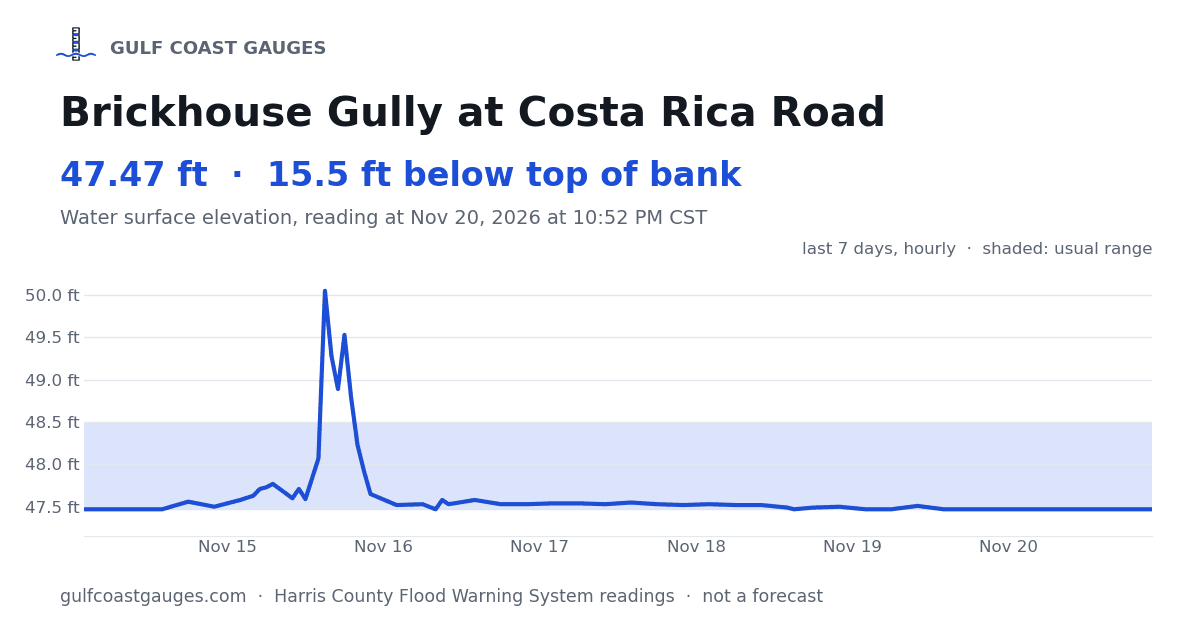 GULF COAST GAUGES
Brickhouse Gully at Costa Rica Road
47.47 ft · 15.5 ft below top of bank
Water surface elevation, reading at Nov 20, 2026 at 10:52 PM CST
last 7 days, hourly · shaded: usual range
50.0 ft
49.5 ft
49.0 ft
48.5 ft
48.0 ft
47.5 ft
Nov 15 Nov 16 Nov 17 Nov 18 Nov 19 Nov 20
gulfcoastgauges.com · Harris County Flood Warning System readings · not a forecast